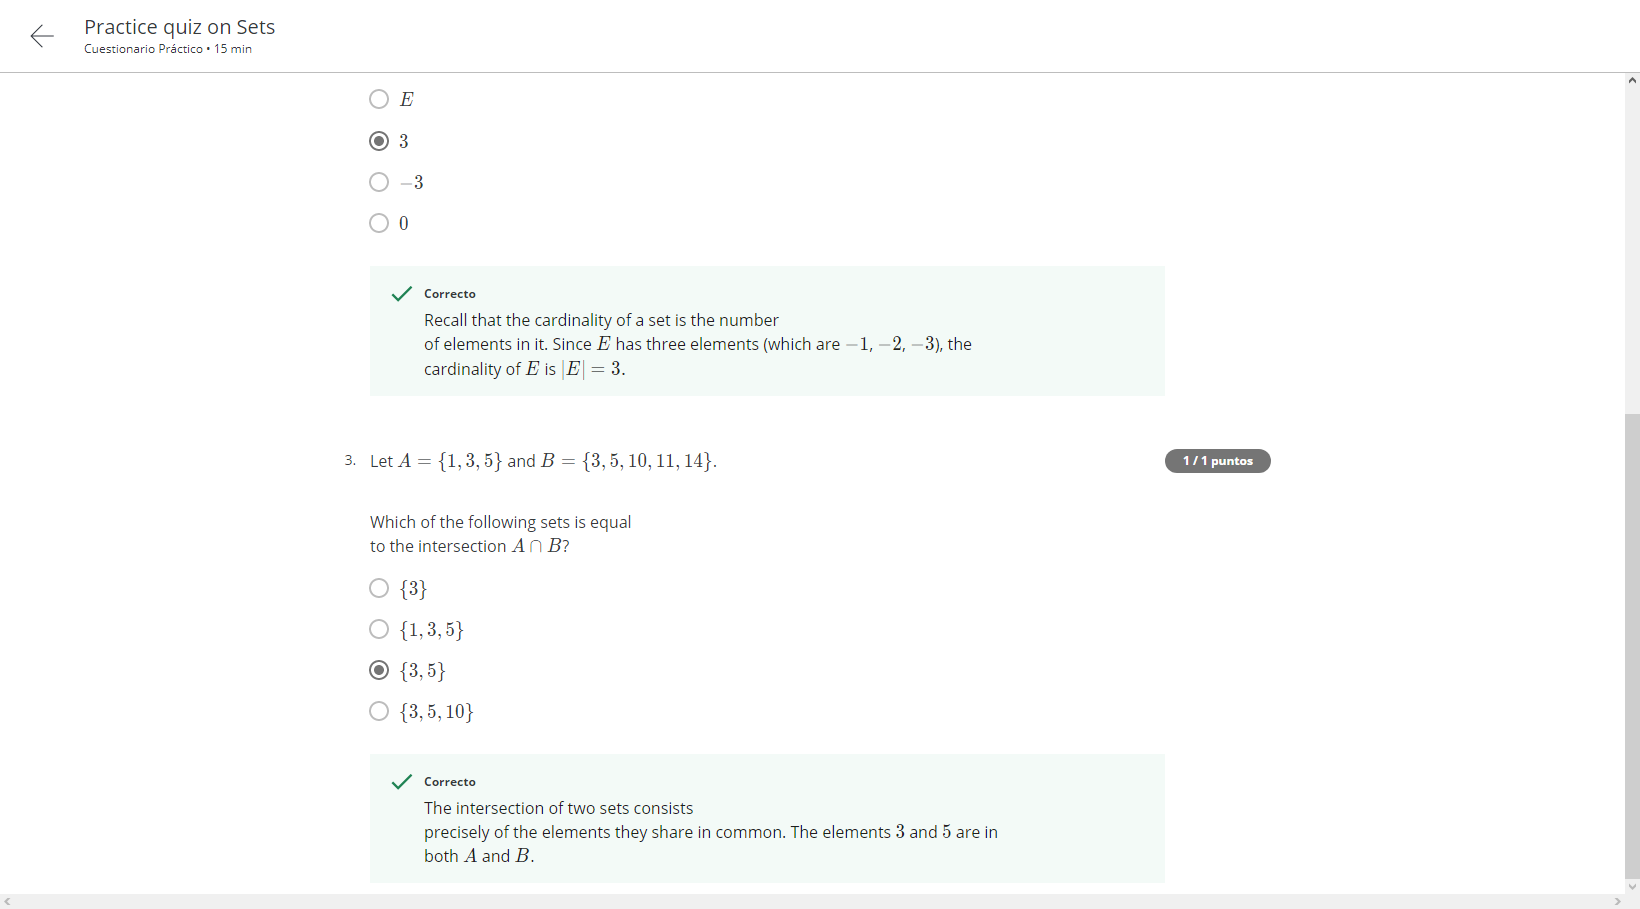 Practice quiz on Sets
Cuestionario Práctico • 15 min
E
3
−3
0
Correcto
Recall that the cardinality of a set is the number
of elements in it. Since E has three elements (which are −1, −2, −3), the
cardinality of E is |E| = 3.
3. Let A = {1, 3, 5} and B = {3, 5, 10, 11, 14}.
1 / 1 puntos
Which of the following sets is equal
to the intersection A ∩ B?
{3}
{1, 3, 5}
{3, 5}
{3, 5, 10}
Correcto
The intersection of two sets consists
precisely of the elements they share in common. The elements 3 and 5 are in
both A and B.